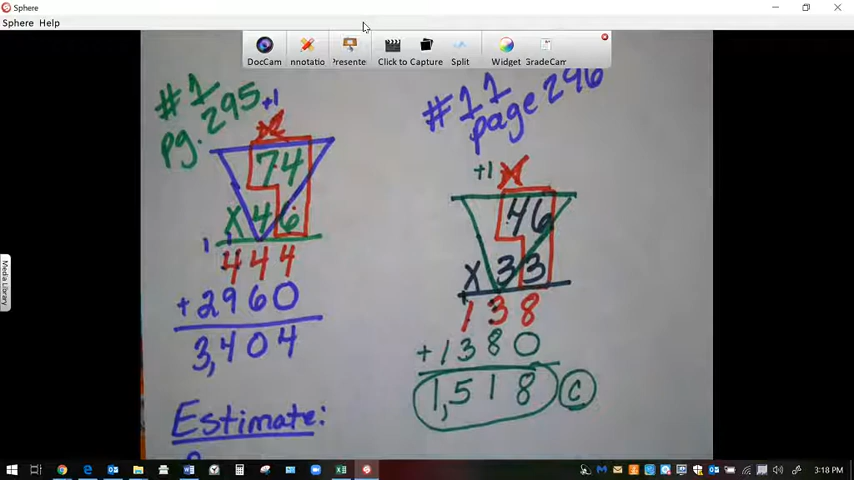 Sphere
Sphere Help
DocCam
nnotatio
Presente
Click to Capture
Split
Widget
GradeCam
Media Library
#1
pg. 295
+1
74
X 46
1 1
444
+2960
3,404
Estimate:
#11
page 296
+1
46
X 33
138
+1380
1,518 C
3:18 PM